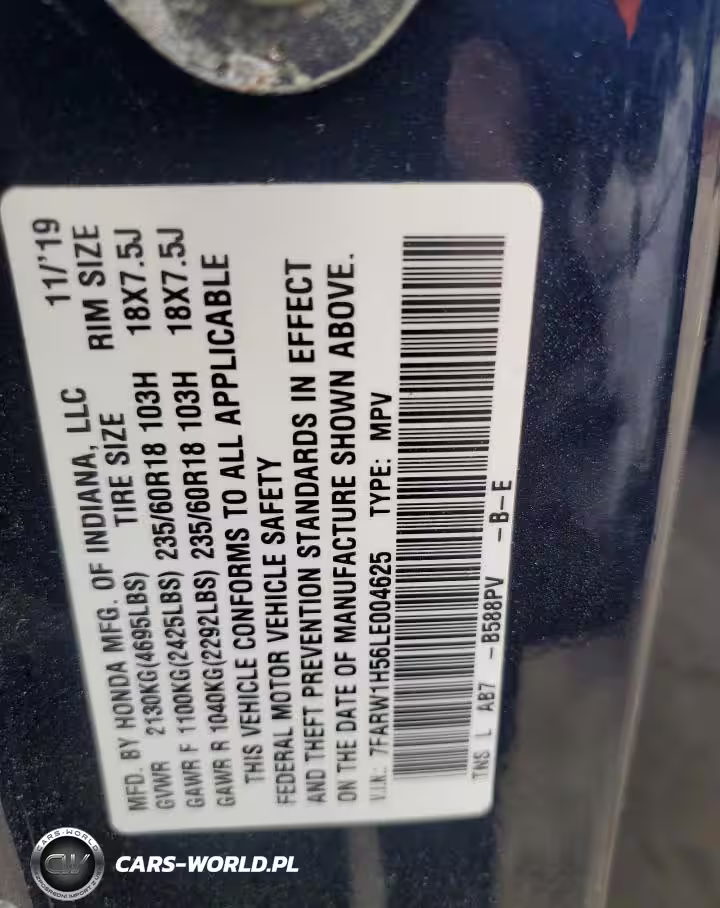 MFD. BY HONDA MFG. OF INDIANA, LLC 11/'19
TIRE SIZE RIM SIZE
GVWR 2130KG(4695LBS)
GAWR F 1100KG(2425LBS) 235/60R18 103H 18X7.5J
GAWR R 1040KG(2292LBS) 235/60R18 103H 18X7.5J
THIS VEHICLE CONFORMS TO ALL APPLICABLE
FEDERAL MOTOR VEHICLE SAFETY
AND THEFT PREVENTION STANDARDS IN EFFECT
ON THE DATE OF MANUFACTURE SHOWN ABOVE.
V.I.N.: 7FARW1H56LE004625 TYPE: MPV
TNS L AB7 -B588PV -B-E
CARS-WORLD
CW
CARS-WORLD.PL